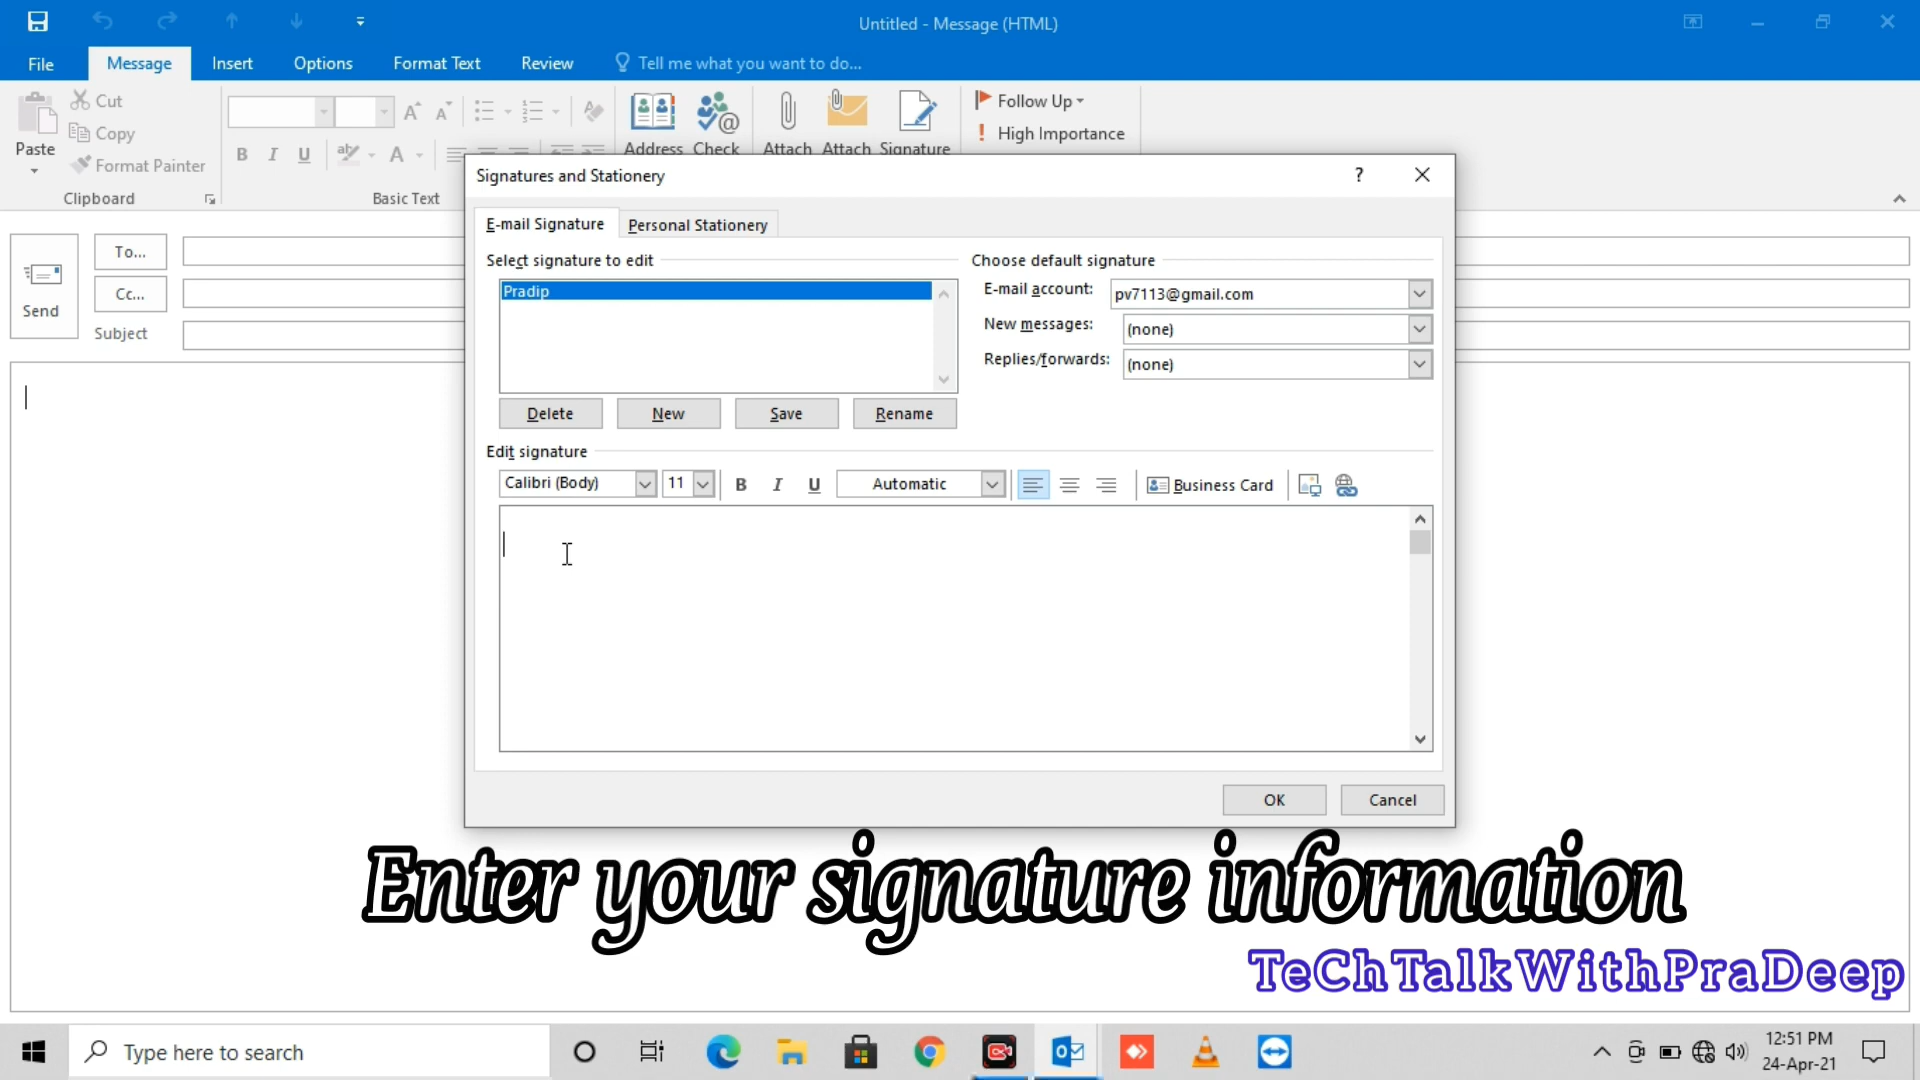 Untitled - Message (HTML)
File Message Insert Options Format Text Review Tell me what you want to do...
Cut
Copy
Paste
Format Painter
Clipboard
B I U
Basic Text
Address Check Attach Attach Signature
Follow Up
High Importance
Signatures and Stationery
?
E-mail Signature Personal Stationery
Select signature to edit
Pradip
Delete New Save Rename
Choose default signature
E-mail account: pv7113@gmail.com
New messages: (none)
Replies/forwards: (none)
Edit signature
Calibri (Body) 11 B I U Automatic Business Card
OK Cancel
Send
To...
Cc...
Subject
Enter your signature information
TeChTalkWithPraDeep
Type here to search
12:51 PM
24-Apr-21